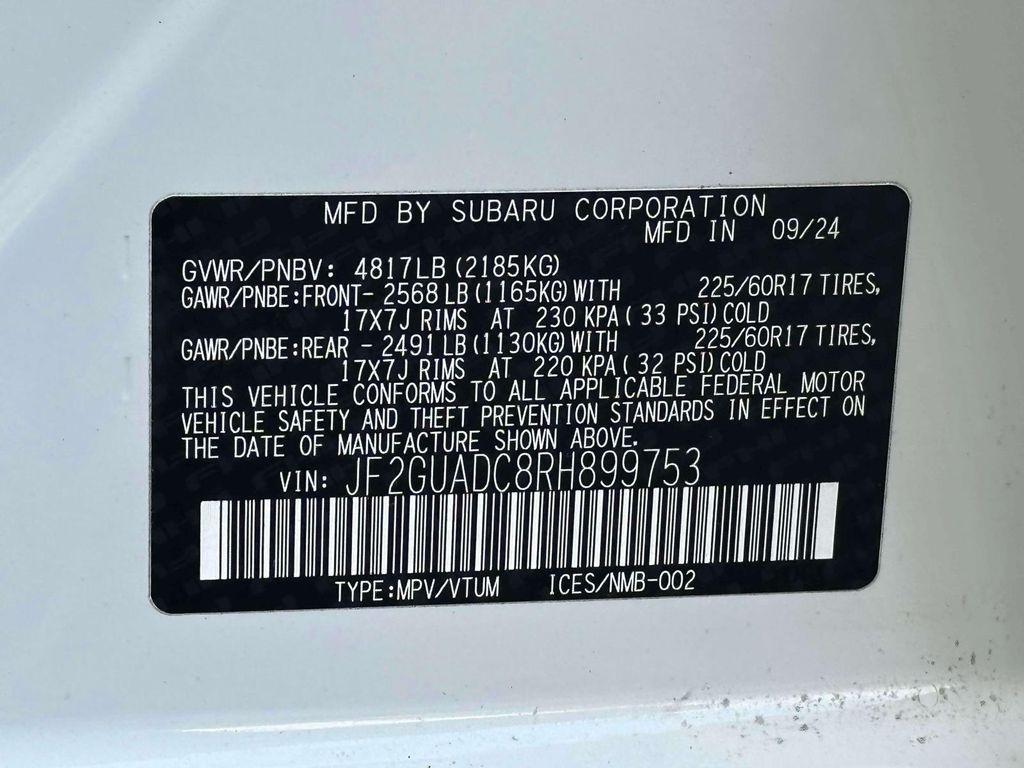 MFD BY SUBARU CORPORATION
MFD IN 09/24
GVWR/PNBV: 4817LB (2185KG)
GAWR/PNBE:FRONT- 2568 LB (1165KG) WITH 225/60R17 TIRES,
17X7J RIMS AT 230 KPA ( 33 PSI) COLD
GAWR/PNBE:REAR - 2491 LB (1130KG) WITH 225/60R17 TIRES,
17X7J RIMS AT 220 KPA ( 32 PSI) COLD
THIS VEHICLE CONFORMS TO ALL APPLICABLE FEDERAL MOTOR
VEHICLE SAFETY AND THEFT PREVENTION STANDARDS IN EFFECT ON
THE DATE OF MANUFACTURE SHOWN ABOVE.
VIN: JF2GUADC8RH899753
TYPE:MPV/VTUM ICES/NMB-002